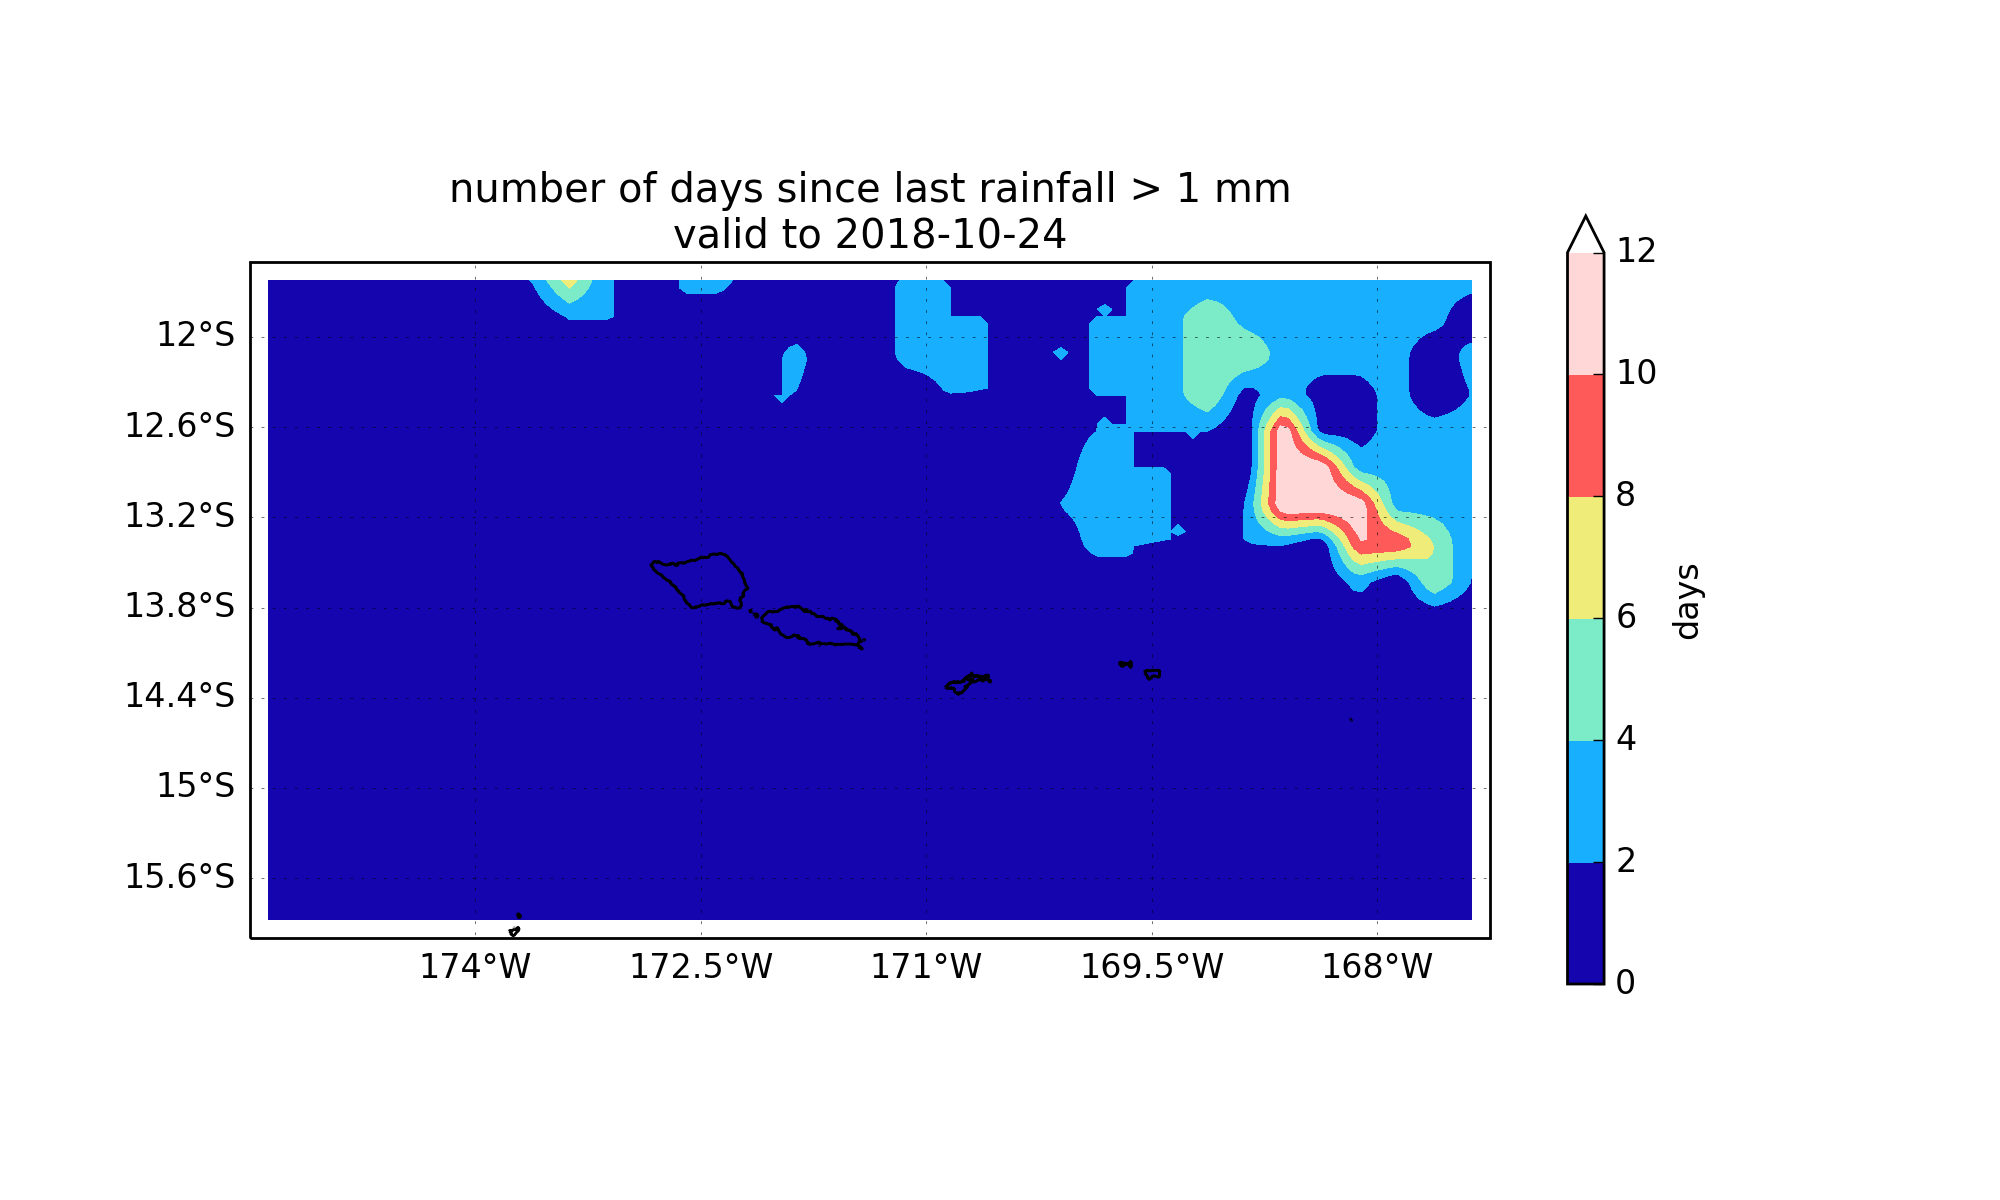 number of days since last rainfall > 1 mm
valid to 2018-10-24
12°S
12.6°S
13.2°S
13.8°S
14.4°S
15°S
15.6°S
174°W
172.5°W
171°W
169.5°W
168°W
12
10
8
6
4
2
0
days